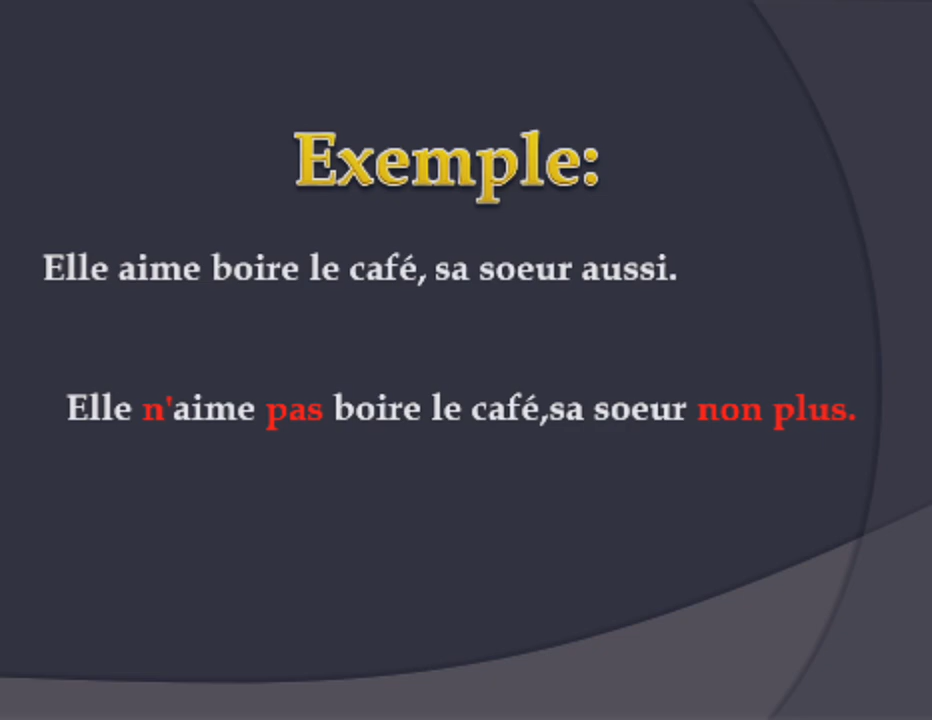 Exemple:
Elle aime boire le café, sa soeur aussi.
Elle n'aime pas boire le café,sa soeur non plus.